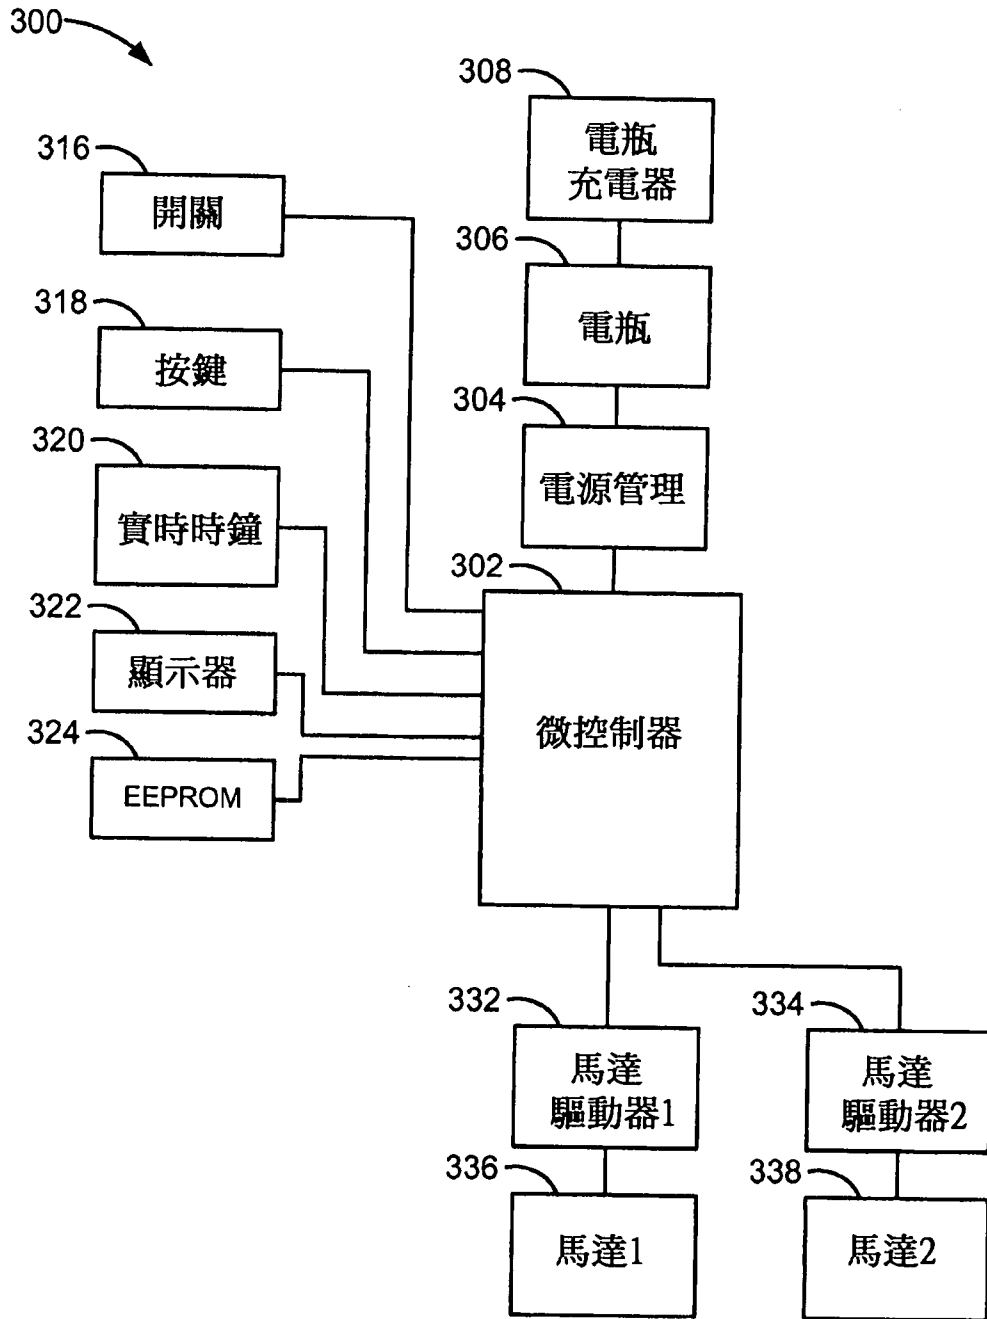 300
308
電瓶
充電器
316
開關
306
電瓶
318
按鍵
304
電源管理
320
實時時鐘
302
微控制器
322
顯示器
324
EEPROM
332
馬達
驅動器1
334
馬達
驅動器2
336
馬達1
338
馬達2